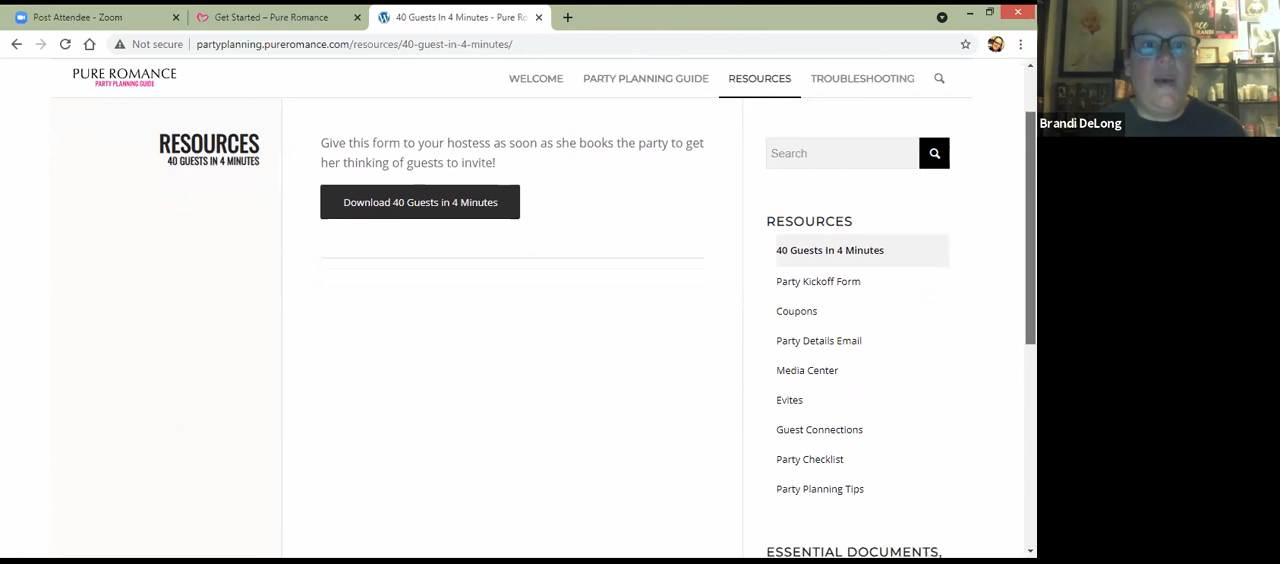 Post Attendee - Zoom
Get Started – Pure Romance
40 Guests In 4 Minutes - Pure Ro
Not secure
partyplanning.pureromance.com/resources/40-guest-in-4-minutes/
PURE ROMANCE
PARTY PLANNING GUIDE
WELCOME
PARTY PLANNING GUIDE
RESOURCES
TROUBLESHOOTING
Brandi DeLong
RESOURCES
40 GUESTS IN 4 MINUTES
Give this form to your hostess as soon as she books the party to get
her thinking of guests to invite!
Download 40 Guests in 4 Minutes
Search
RESOURCES
40 Guests In 4 Minutes
Party Kickoff Form
Coupons
Party Details Email
Media Center
Evites
Guest Connections
Party Checklist
Party Planning Tips
ESSENTIAL DOCUMENTS,